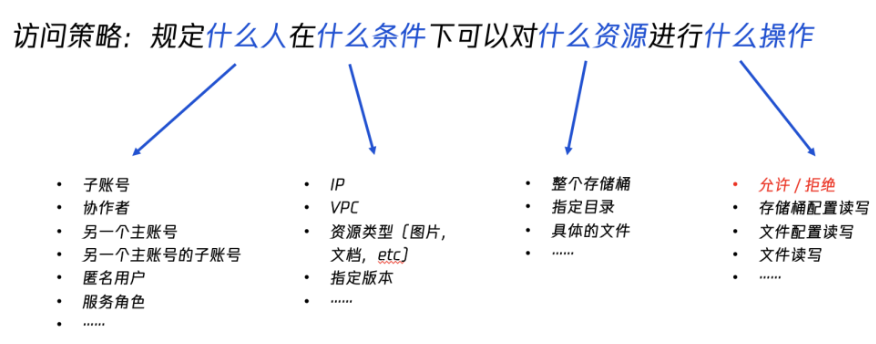 访问策略：规定什么人在什么条件下可以对什么资源进行什么操作
• 子账号
• 协作者
• 另一个主账号
• 另一个主账号的子账号
• 匿名用户
• 服务角色
• ……
• IP
• VPC
• 资源类型（图片，
文档，etc）
• 指定版本
• ……
• 整个存储桶
• 指定目录
• 具体的文件
• ……
• 允许 / 拒绝
• 存储桶配置读写
• 文件配置读写
• 文件读写
• ……